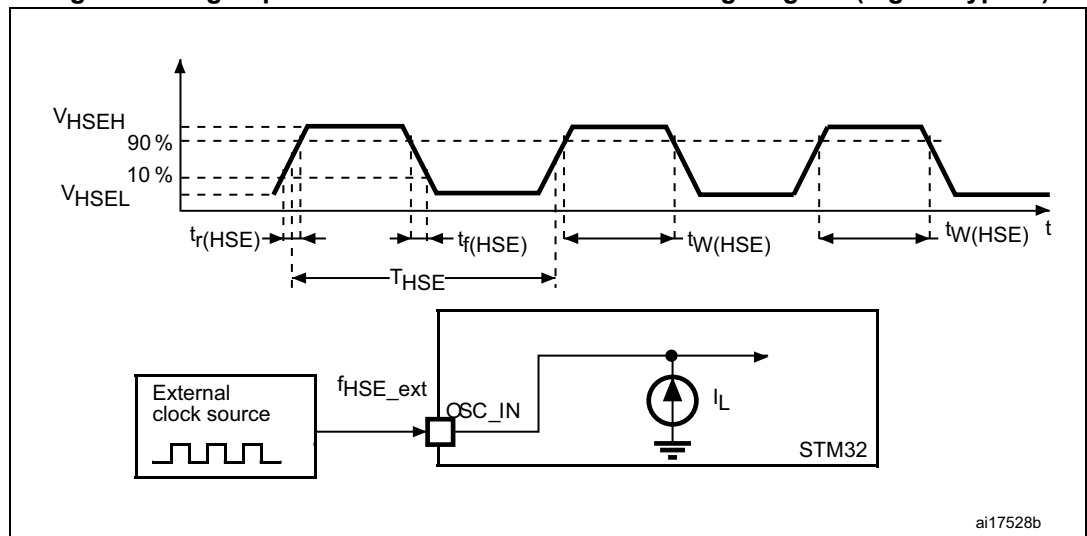 VHSEH
90 %
10 %
VHSEL
tr(HSE)
tf(HSE)
tW(HSE)
tW(HSE)
t
THSE
External
clock source
fHSE_ext
OSC_IN
IL
STM32
ai17528b